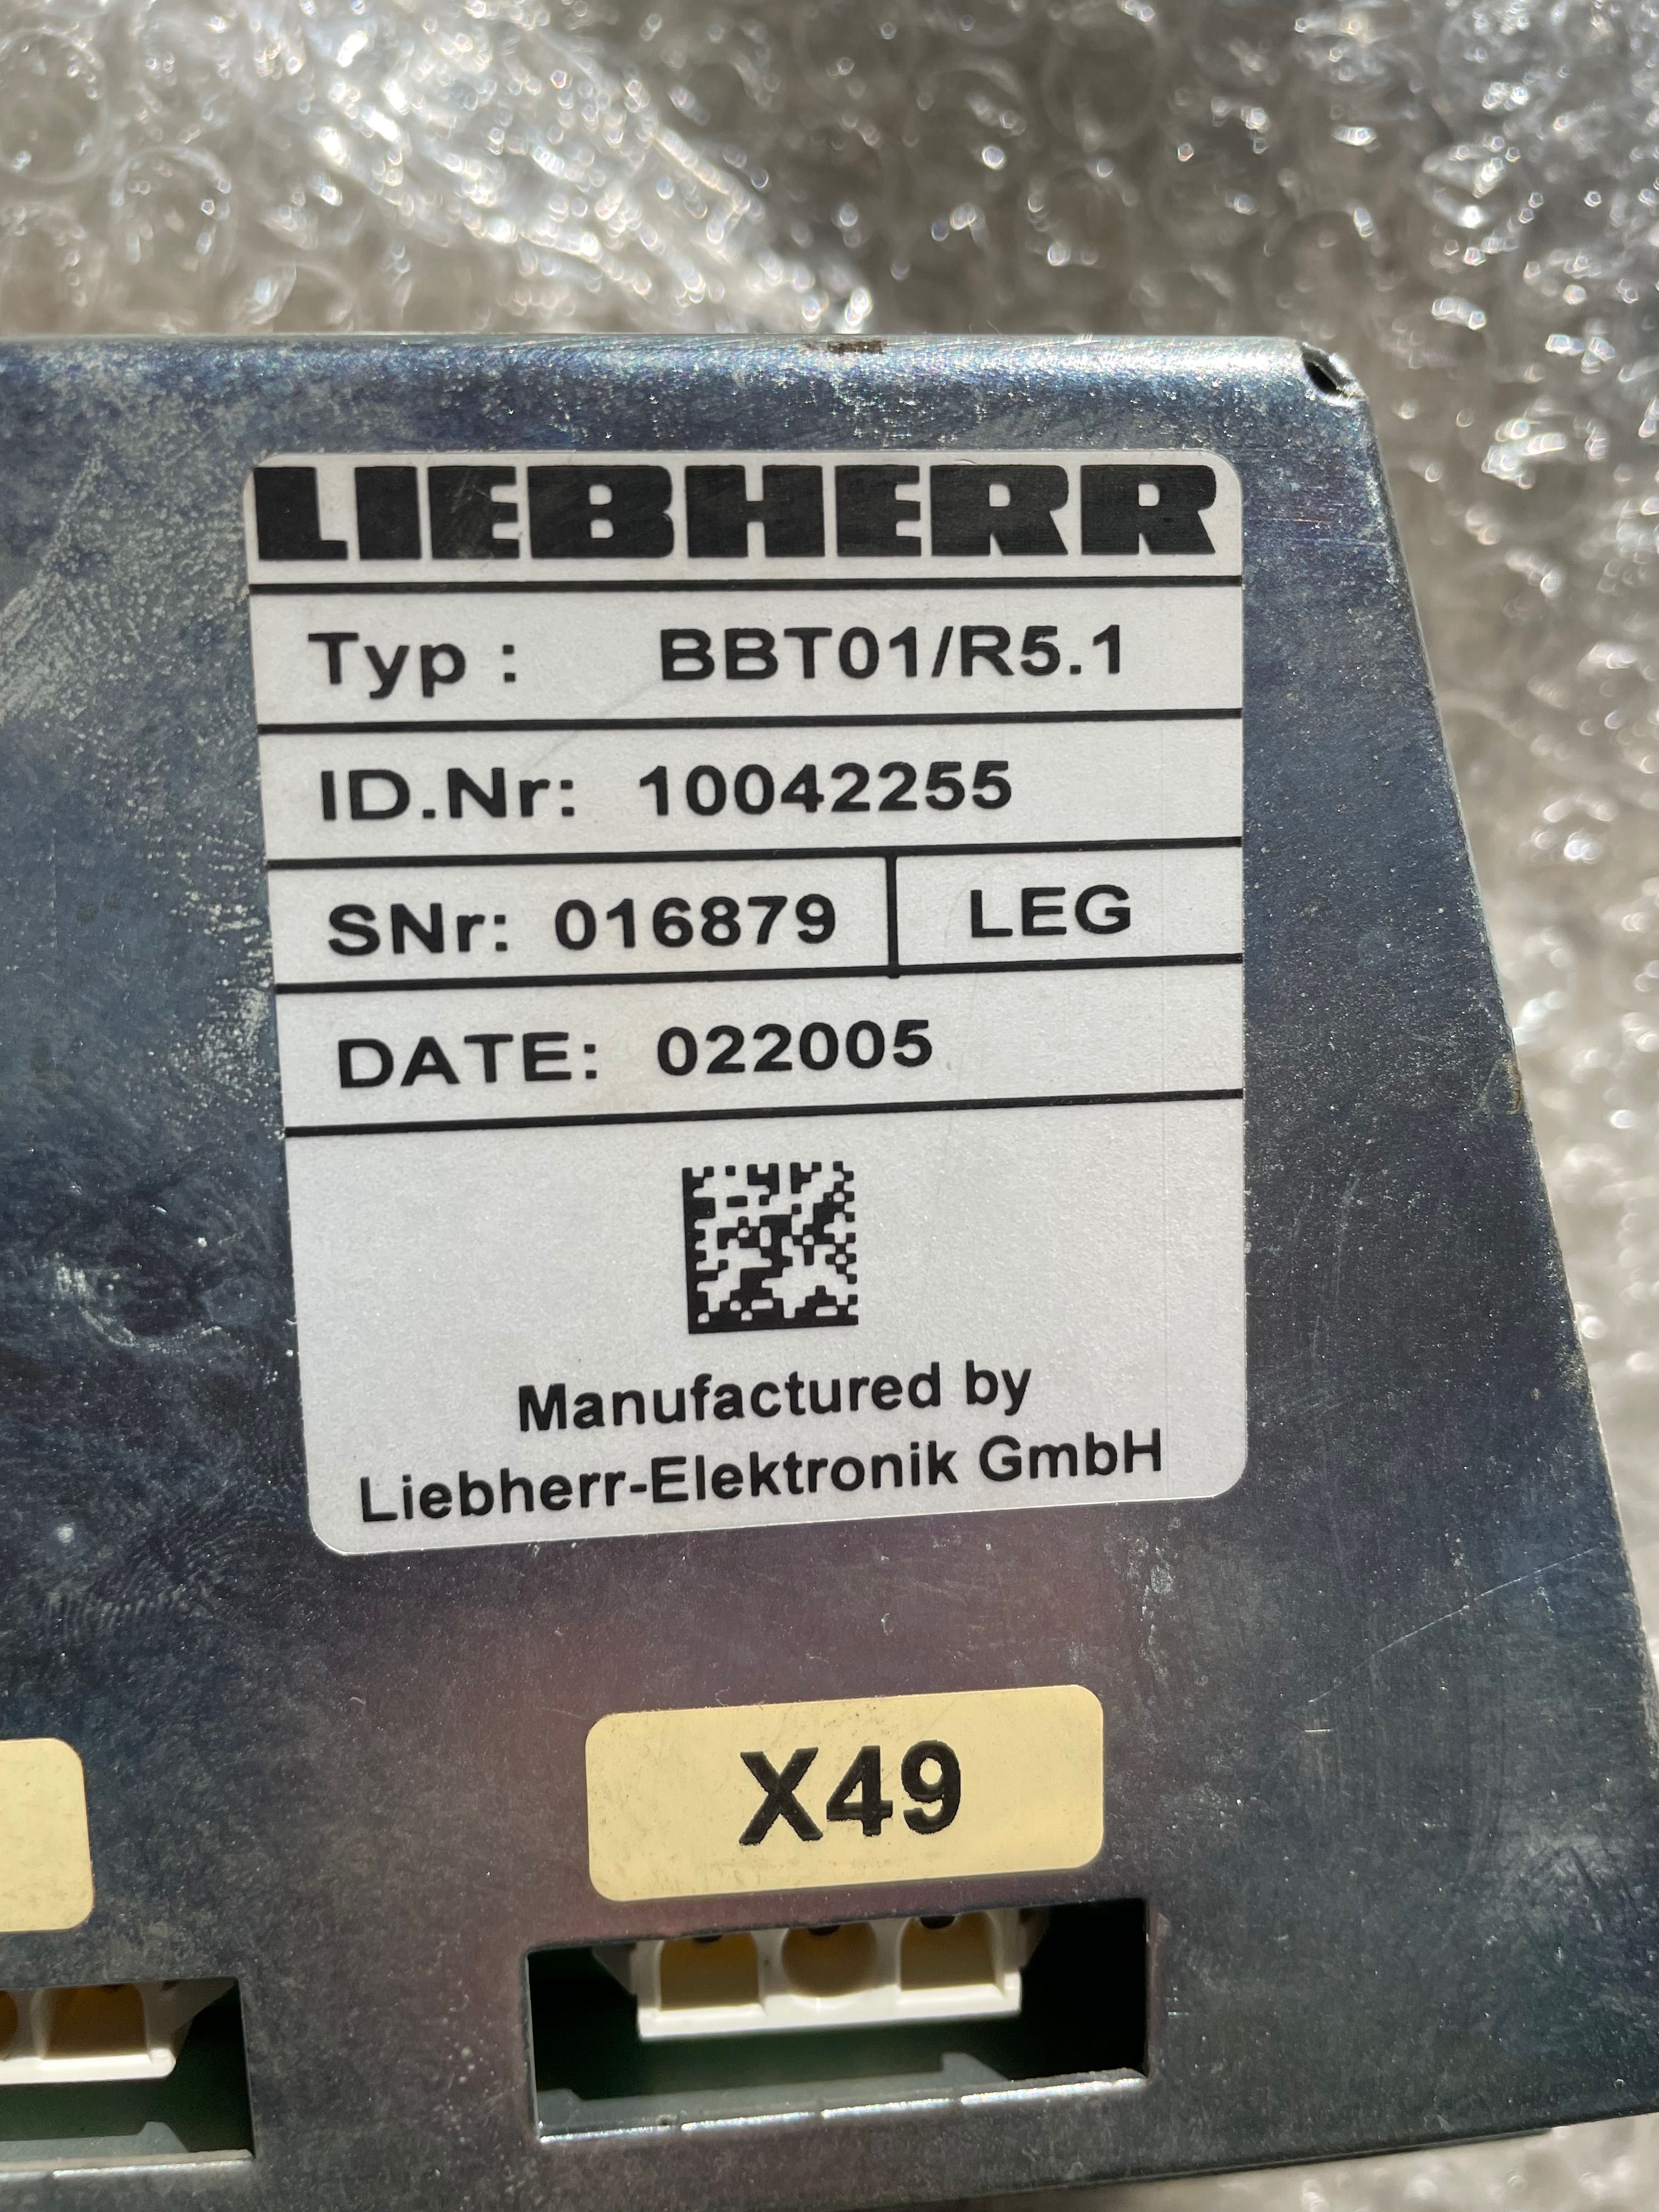 LIEBHERR
Typ : BBT01/R5.1
ID.Nr: 10042255
SNr: 016879 LEG
DATE: 022005
Manufactured by
Liebherr-Elektronik GmbH
X49